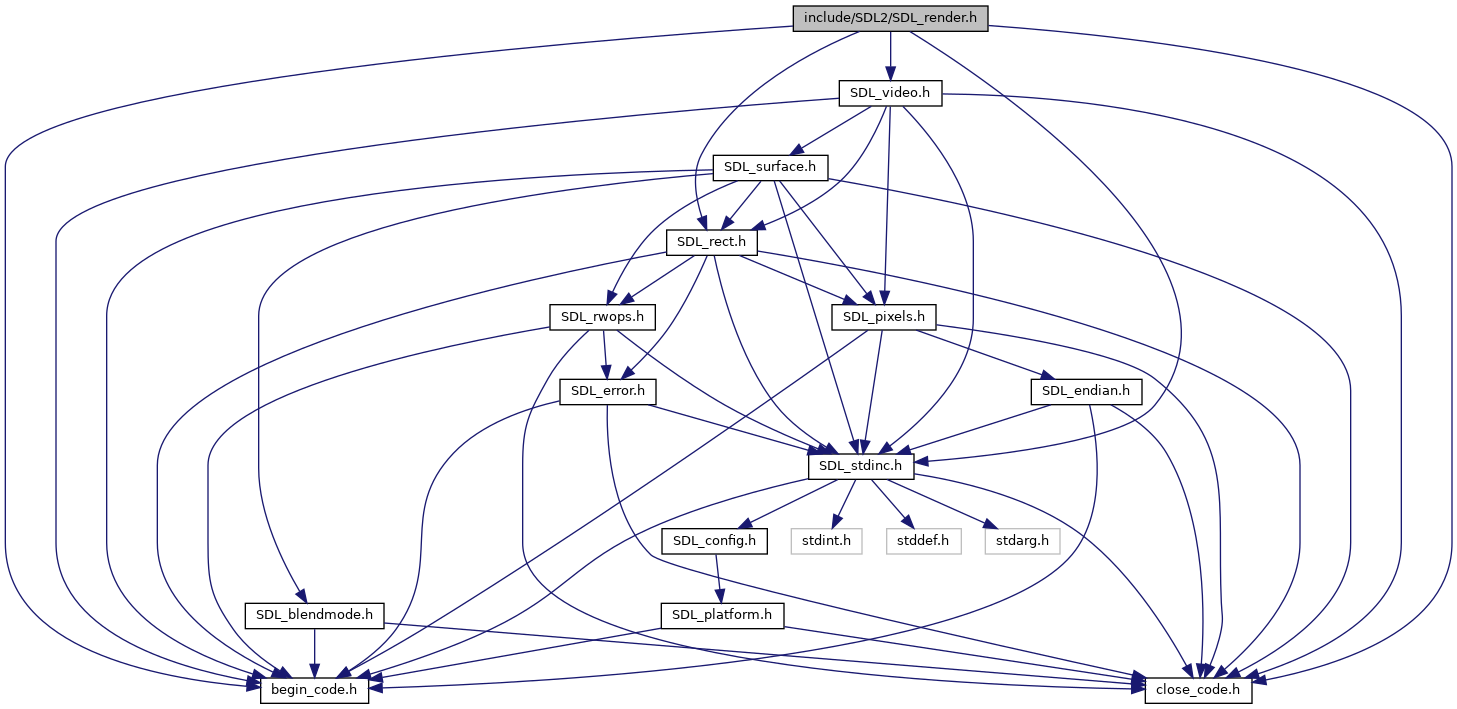 include/SDL2/SDL_render.h
SDL_video.h
SDL_surface.h
SDL_rect.h
SDL_rwops.h
SDL_pixels.h
SDL_error.h
SDL_endian.h
SDL_stdinc.h
SDL_config.h
stdint.h
stddef.h
stdarg.h
SDL_blendmode.h
SDL_platform.h
begin_code.h
close_code.h